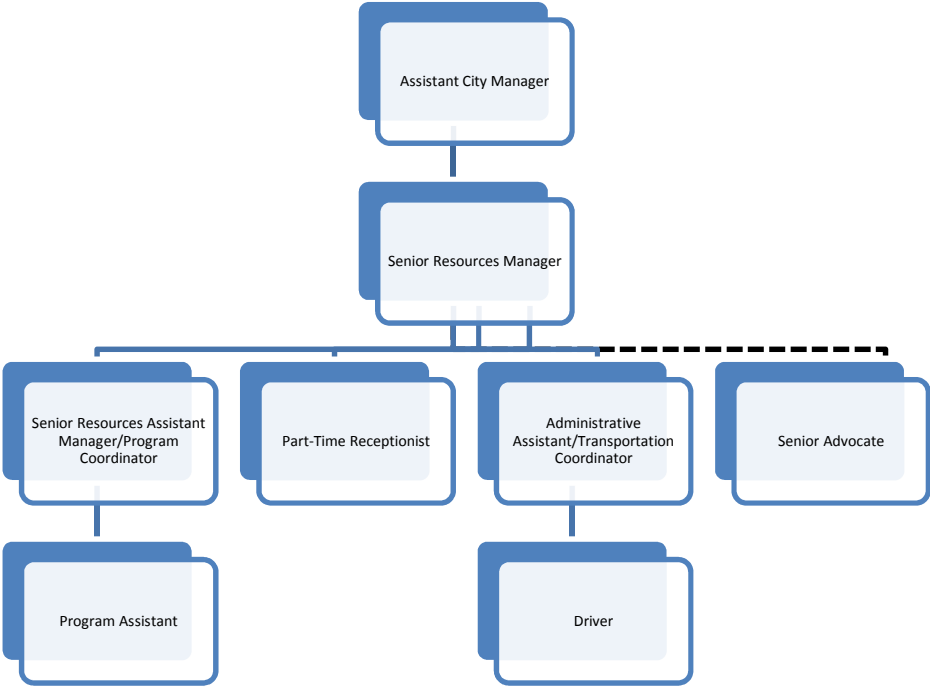 Assistant City Manager
Senior Resources Manager
Senior Resources Assistant
Manager/Program
Coordinator
Part-Time Receptionist
Administrative
Assistant/Transportation
Coordinator
Senior Advocate
Program Assistant
Driver